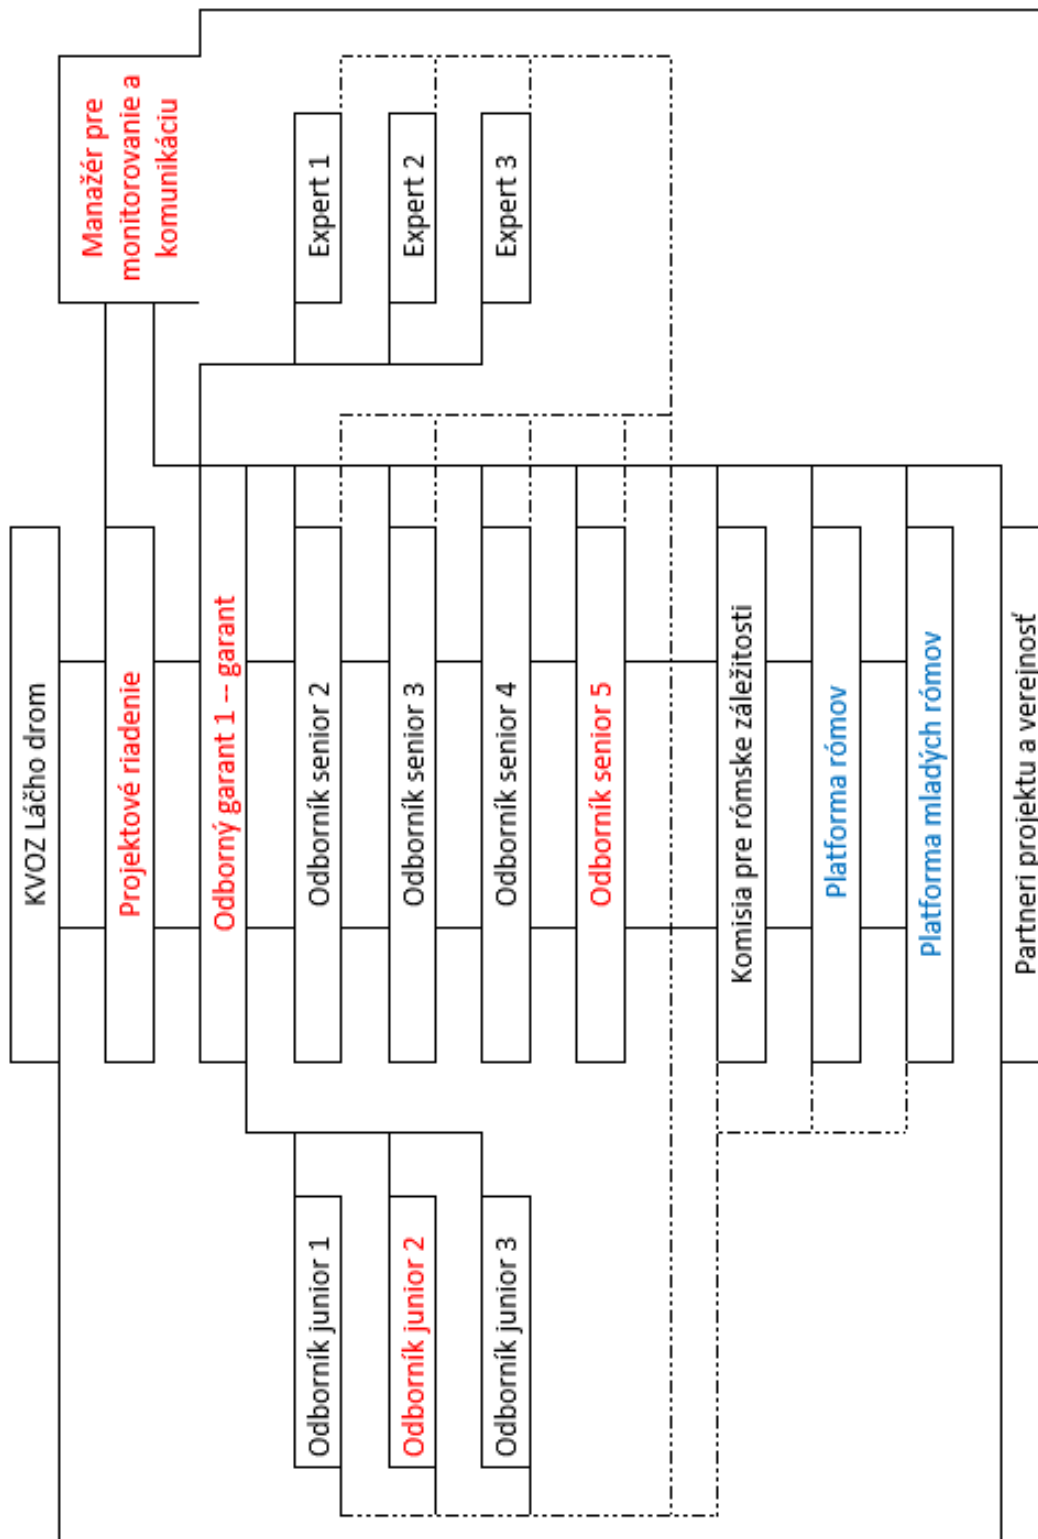 KVOZ Láčho drom
Manažér pre
monitorovanie a
komunikáciu
Projektové riadenie
Odborný garant 1 -- garant
Odborník junior 1
Odborník senior 2
Expert 1
Odborník junior 2
Odborník senior 3
Expert 2
Odborník junior 3
Odborník senior 4
Expert 3
Odborník senior 5
Komisia pre rómske záležitosti
Platforma rómov
Platforma mladých rómov
Partneri projektu a verejnosť